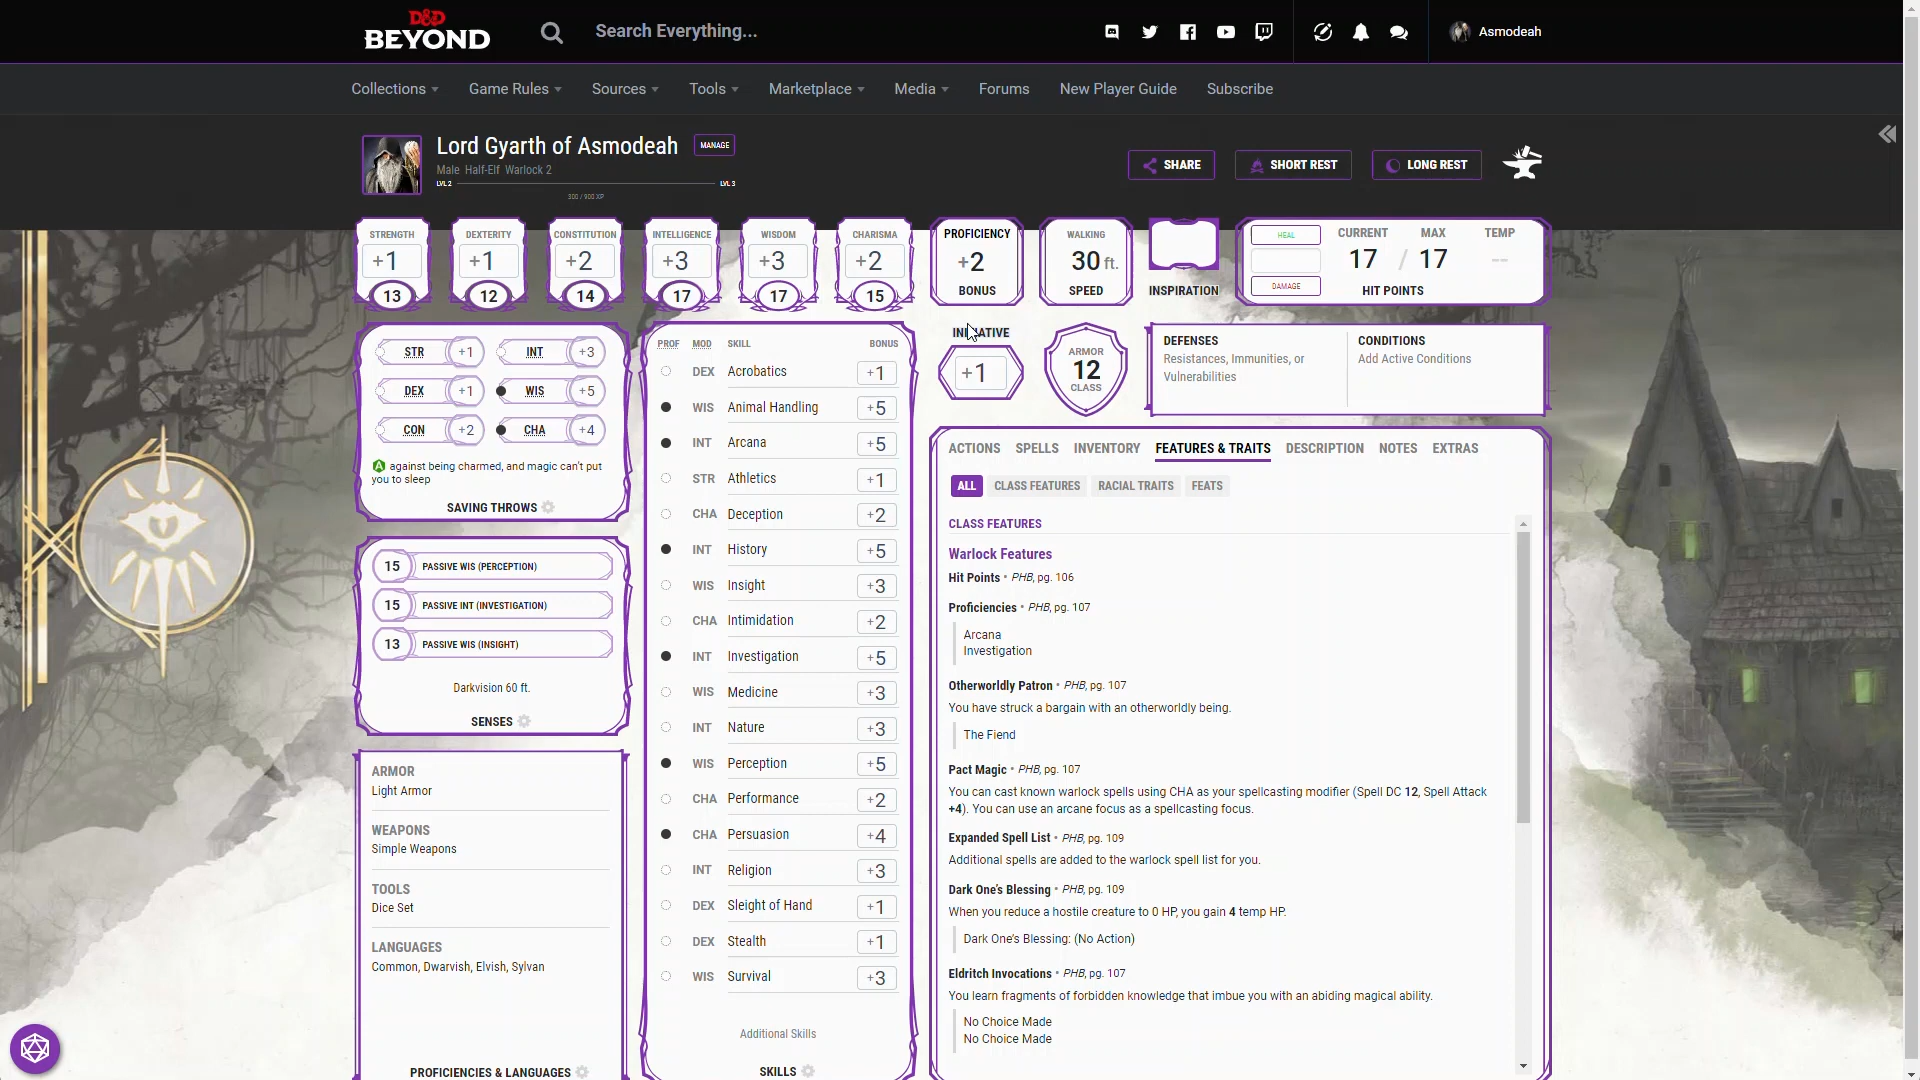 D&D
BEYOND
Search Everything...
Asmodeah
Collections
Game Rules
Sources
Tools
Marketplace
Media
Forums
New Player Guide
Subscribe
Lord Gyarth of Asmodeah
MANAGE
Male Half-Elf Warlock 2
LVL 2
LVL 3
300 / 900 XP
SHARE
SHORT REST
LONG REST
STRENGTH
+1
13
DEXTERITY
+1
12
CONSTITUTION
+2
14
INTELLIGENCE
+3
17
WISDOM
+3
17
CHARISMA
+2
15
PROFICIENCY
+2
BONUS
WALKING
30 ft.
SPEED
INSPIRATION
HEAL
DAMAGE
CURRENT
17
/
MAX
17
TEMP
--
HIT POINTS
STR +1
INT +3
DEX +1
WIS +5
CON +2
CHA +4
A against being charmed, and magic can't put
you to sleep
SAVING THROWS
15 PASSIVE WIS (PERCEPTION)
15 PASSIVE INT (INVESTIGATION)
13 PASSIVE WIS (INSIGHT)
Darkvision 60 ft.
SENSES
ARMOR
Light Armor
WEAPONS
Simple Weapons
TOOLS
Dice Set
LANGUAGES
Common, Dwarvish, Elvish, Sylvan
PROFICIENCIES & LANGUAGES
PROF MOD SKILL BONUS
DEX Acrobatics +1
WIS Animal Handling +5
INT Arcana +5
STR Athletics +1
CHA Deception +2
INT History +5
WIS Insight +3
CHA Intimidation +2
INT Investigation +5
WIS Medicine +3
INT Nature +3
WIS Perception +5
CHA Performance +2
CHA Persuasion +4
INT Religion +3
DEX Sleight of Hand +1
DEX Stealth +1
WIS Survival +3
Additional Skills
SKILLS
INITIATIVE
+1
ARMOR
12
CLASS
DEFENSES
Resistances, Immunities, or
Vulnerabilities
CONDITIONS
Add Active Conditions
ACTIONS
SPELLS
INVENTORY
FEATURES & TRAITS
DESCRIPTION
NOTES
EXTRAS
ALL
CLASS FEATURES
RACIAL TRAITS
FEATS
CLASS FEATURES
Warlock Features
Hit Points • PHB, pg. 106
Proficiencies • PHB, pg. 107
Arcana
Investigation
Otherworldly Patron • PHB, pg. 107
You have struck a bargain with an otherworldly being.
The Fiend
Pact Magic • PHB, pg. 107
You can cast known warlock spells using CHA as your spellcasting modifier (Spell DC 12, Spell Attack
+4). You can use an arcane focus as a spellcasting focus.
Expanded Spell List • PHB, pg. 109
Additional spells are added to the warlock spell list for you.
Dark One's Blessing • PHB, pg. 109
When you reduce a hostile creature to 0 HP, you gain 4 temp HP.
Dark One's Blessing: (No Action)
Eldritch Invocations • PHB, pg. 107
You learn fragments of forbidden knowledge that imbue you with an abiding magical ability.
No Choice Made
No Choice Made